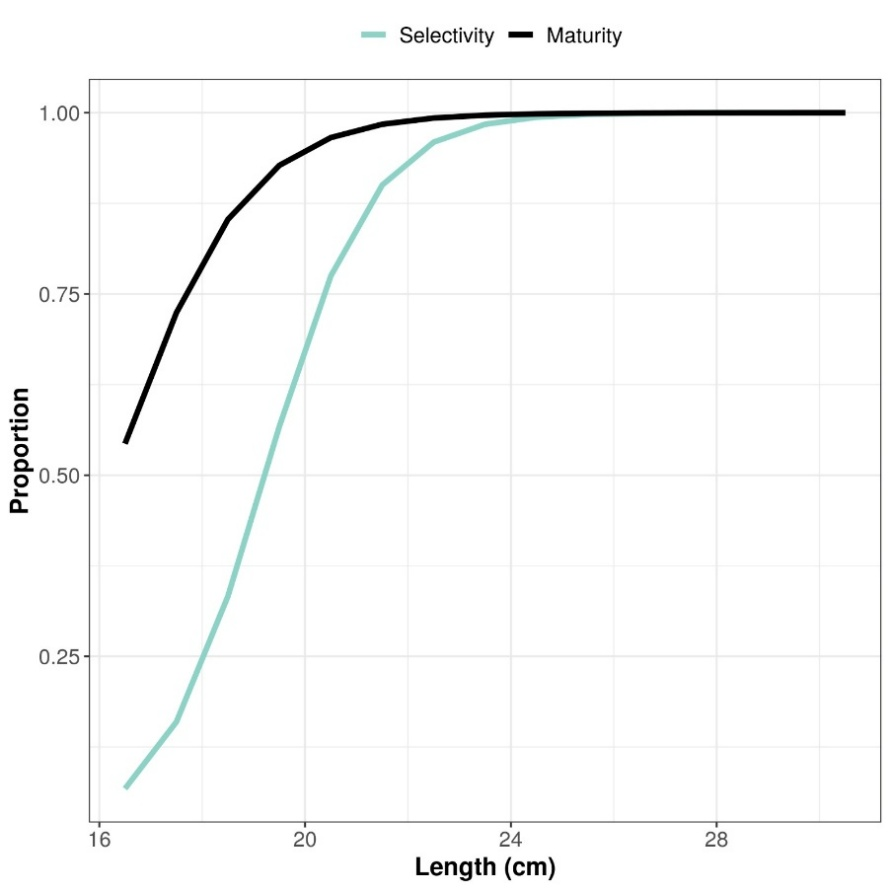 Selectivity Maturity
1.00
0.75
0.50
0.25
Proportion
16 20 24 28
Length (cm)